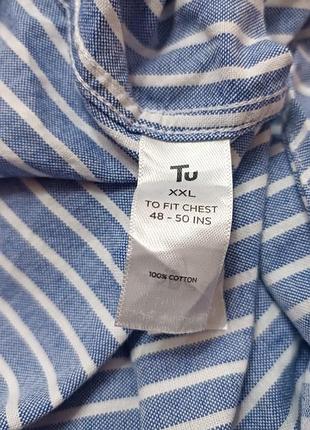 Tu
XXL
TO FIT CHEST
48 - 50 INS
100% COTTON